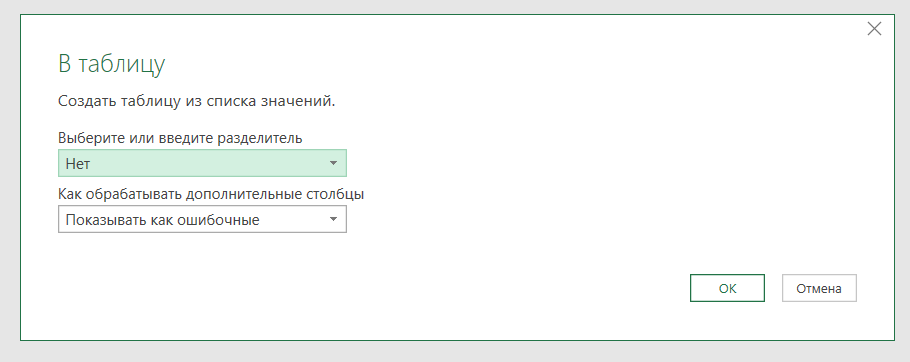 В таблицу
Создать таблицу из списка значений.
Выберите или введите разделитель
Нет
Как обрабатывать дополнительные столбцы
Показывать как ошибочные
ОК
Отмена